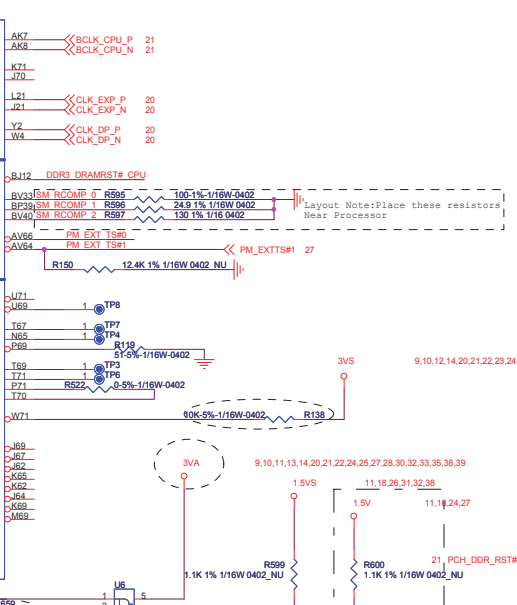 AK7 BCLK_CPU_P 21
AK8 BCLK_CPU_N 21
K71
J70
L21 CLK_EXP_P 20
J21 CLK_EXP_N 20
Y2 CLK_DP_P 20
W4 CLK_DP_N 20
BJ12 DDR3_DRAMRST#_CPU
BV33 SM_RCOMP_0 R595 100-1%-1/16W-0402
BP39 SM_RCOMP_1 R596 24.9 1% 1/16W 0402
BV40 SM_RCOMP_2 R597 130 1% 1/16 0402
Layout Note:Place these resistors
Near Processor
AV66 PM_EXT_TS#0
AV64 PM_EXT_TS#1
PM_EXTTS#1 27
R150 12.4K 1% 1/16W 0402_NU
U71
U69 1 TP8
T67 1 TP7
N65 1 TP4
P69 R119
51-5%-1/16W-0402
T69 1 TP3
T71 1 TP6
P71 R522 0-5%-1/16W-0402
T70
3VS 9,10,12,14,20,21,22,23,24
W71 10K-5%-1/16W-0402 R138
J69
J67
J62
K65
K62
J64
K69
M69
3VA
9,10,11,13,14,20,21,22,24,25,27,28,30,32,33,35,38,39
1.5VS
11,18,26,31,32,38
1.5V 11,18,24,27
21 PCH_DDR_RST#
R599
1.1K 1% 1/16W 0402_NU
R600
1.1K 1% 1/16W 0402_NU
U6
1 5